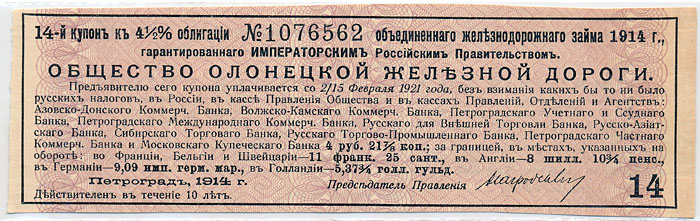 14-й купонъ къ 4½% облигаціи №1076562 объединеннаго желѣзнодорожнаго займа 1914 г.,
гарантированнаго ИМПЕРАТОРСКИМЪ Россійскимъ Правительствомъ.
ОБЩЕСТВО ОЛОНЕЦКОЙ ЖЕЛѢЗНОЙ ДОРОГИ.
Предъявителю сего купона уплачивается со 2/15 Февраля 1921 года, безъ взиманія какихъ бы то ни было
русскихъ налоговъ, въ Россіи, въ кассѣ Правленія Общества и въ кассахъ Правленій, Отдѣленій и Агентствъ:
Азовско-Донского Коммерч. Банка, Волжско-Камскаго Коммерч. Банка, Петроградскаго Учетнаго и Ссуднаго
Банка, Петроградскаго Международнаго Коммерч. Банка, Русскаго для Внѣшней Торговли Банка, Русско-Азіат-
скаго Банка, Сибирскаго Торговаго Банка, Русскаго Торгово-Промышленнаго Банка, Петроградскаго Частнаго
Коммерч. Банка и Московскаго Купеческаго Банка 4 руб. 21⅞ коп.; за границей, въ мѣстахъ, указанныхъ на
оборотѣ: во Франціи, Бельгіи и Швейцаріи—11 франк. 25 сант., въ Англіи—8 шилл. 10¾ пенс.,
въ Германіи—9,09 имп. герм. мар., въ Голландіи—5,37¾ голл. гульд.
Петроградъ, 1914 г. Предсѣдатель Правленія 14
Дѣйствителенъ въ теченіе 10 лѣтъ.